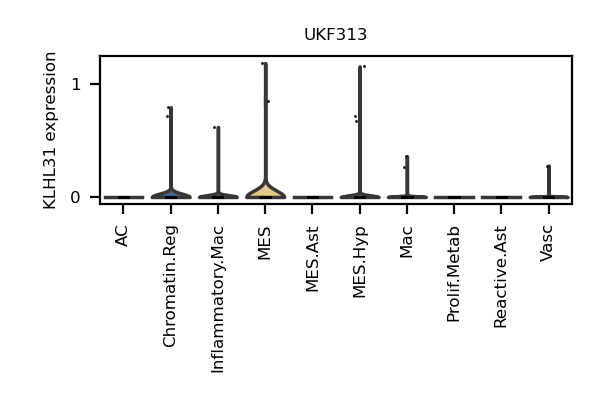 UKF313
KLHL31 expression
1
0
AC
Chromatin.Reg
Inflammatory.Mac
MES
MES.Ast
MES.Hyp
Mac
Prolif.Metab
Reactive.Ast
Vasc